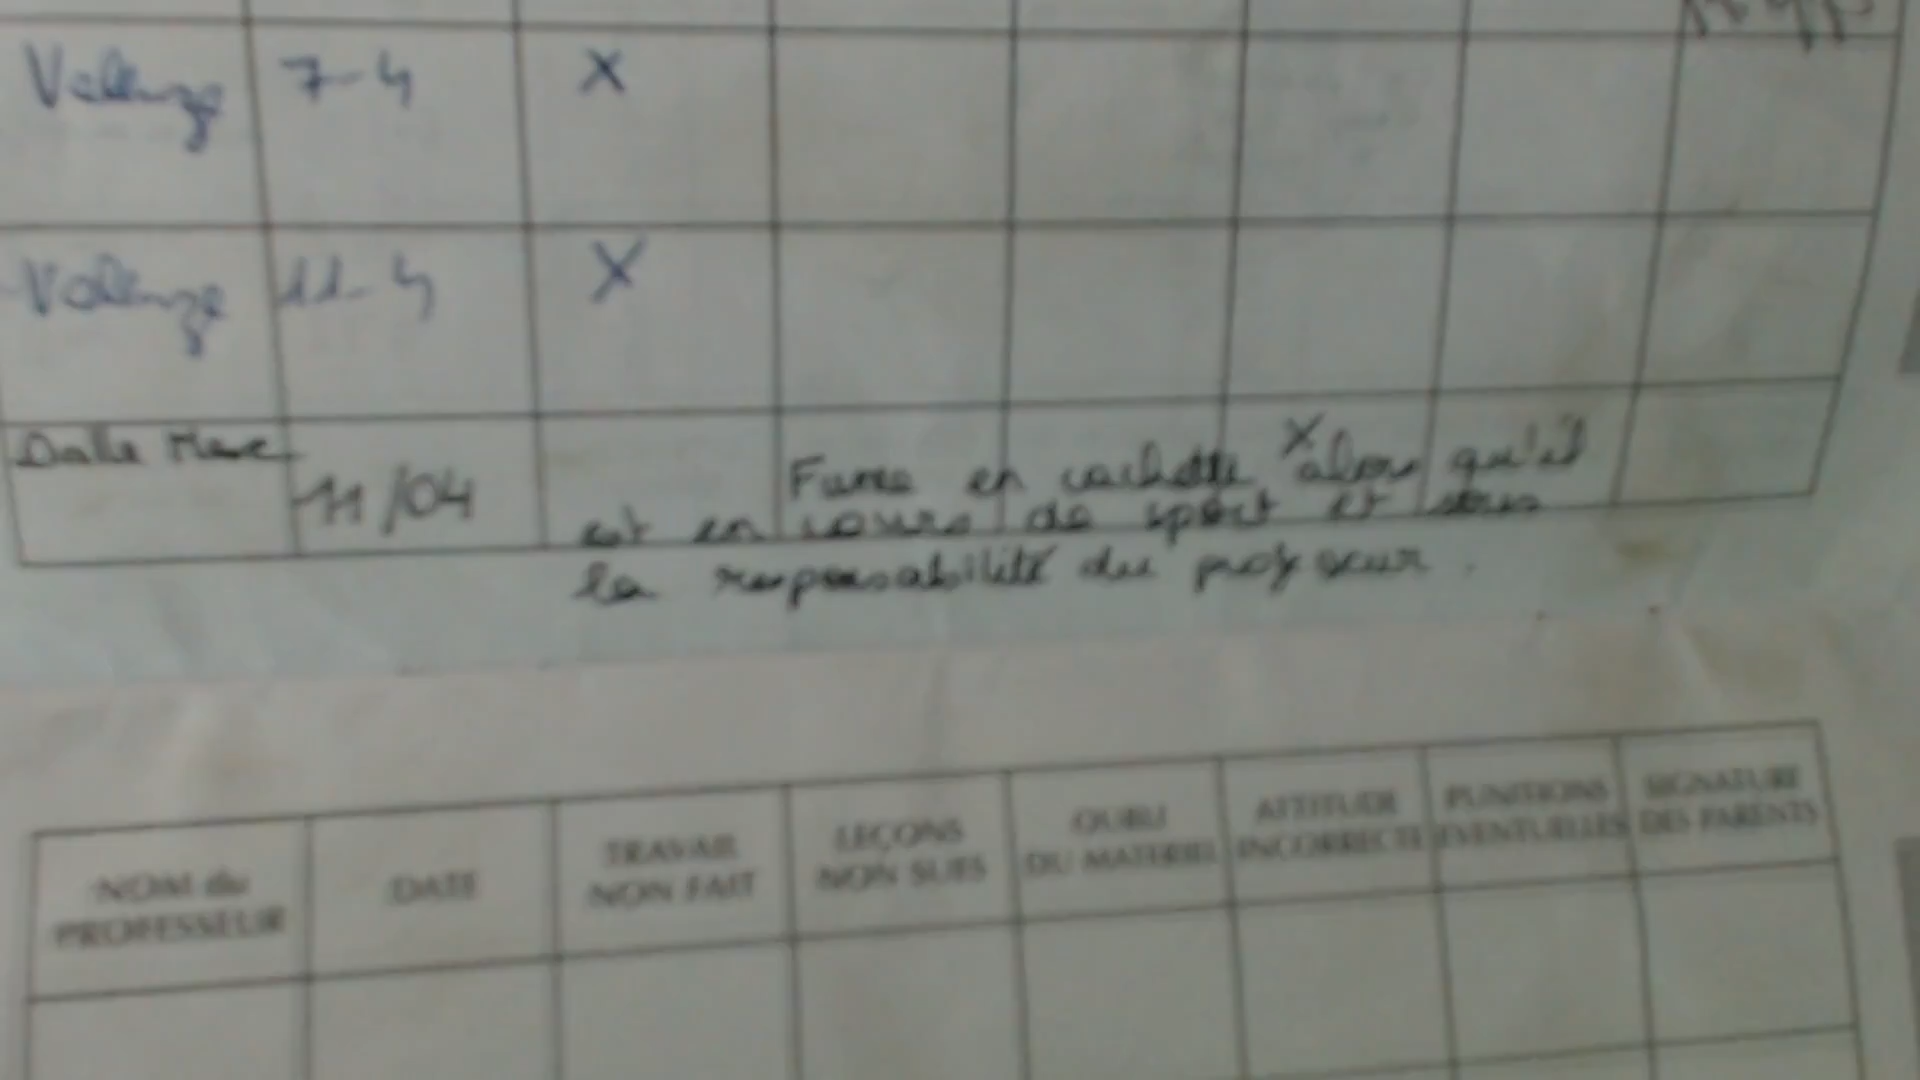 7-4 X
11-4 X
Dalla
11/04
X
Fume en cachette alors qu'il
est en cours de sport et sous
la responsabilité du professeur.
NOM du PROFESSEUR
DATE
TRAVAIL NON FAIT
LEÇONS NON SUES
OUBLI DU MATERIEL
ATTITUDE INCORRECTE
PUNITIONS EVENTUELLES
SIGNATURE DES PARENTS